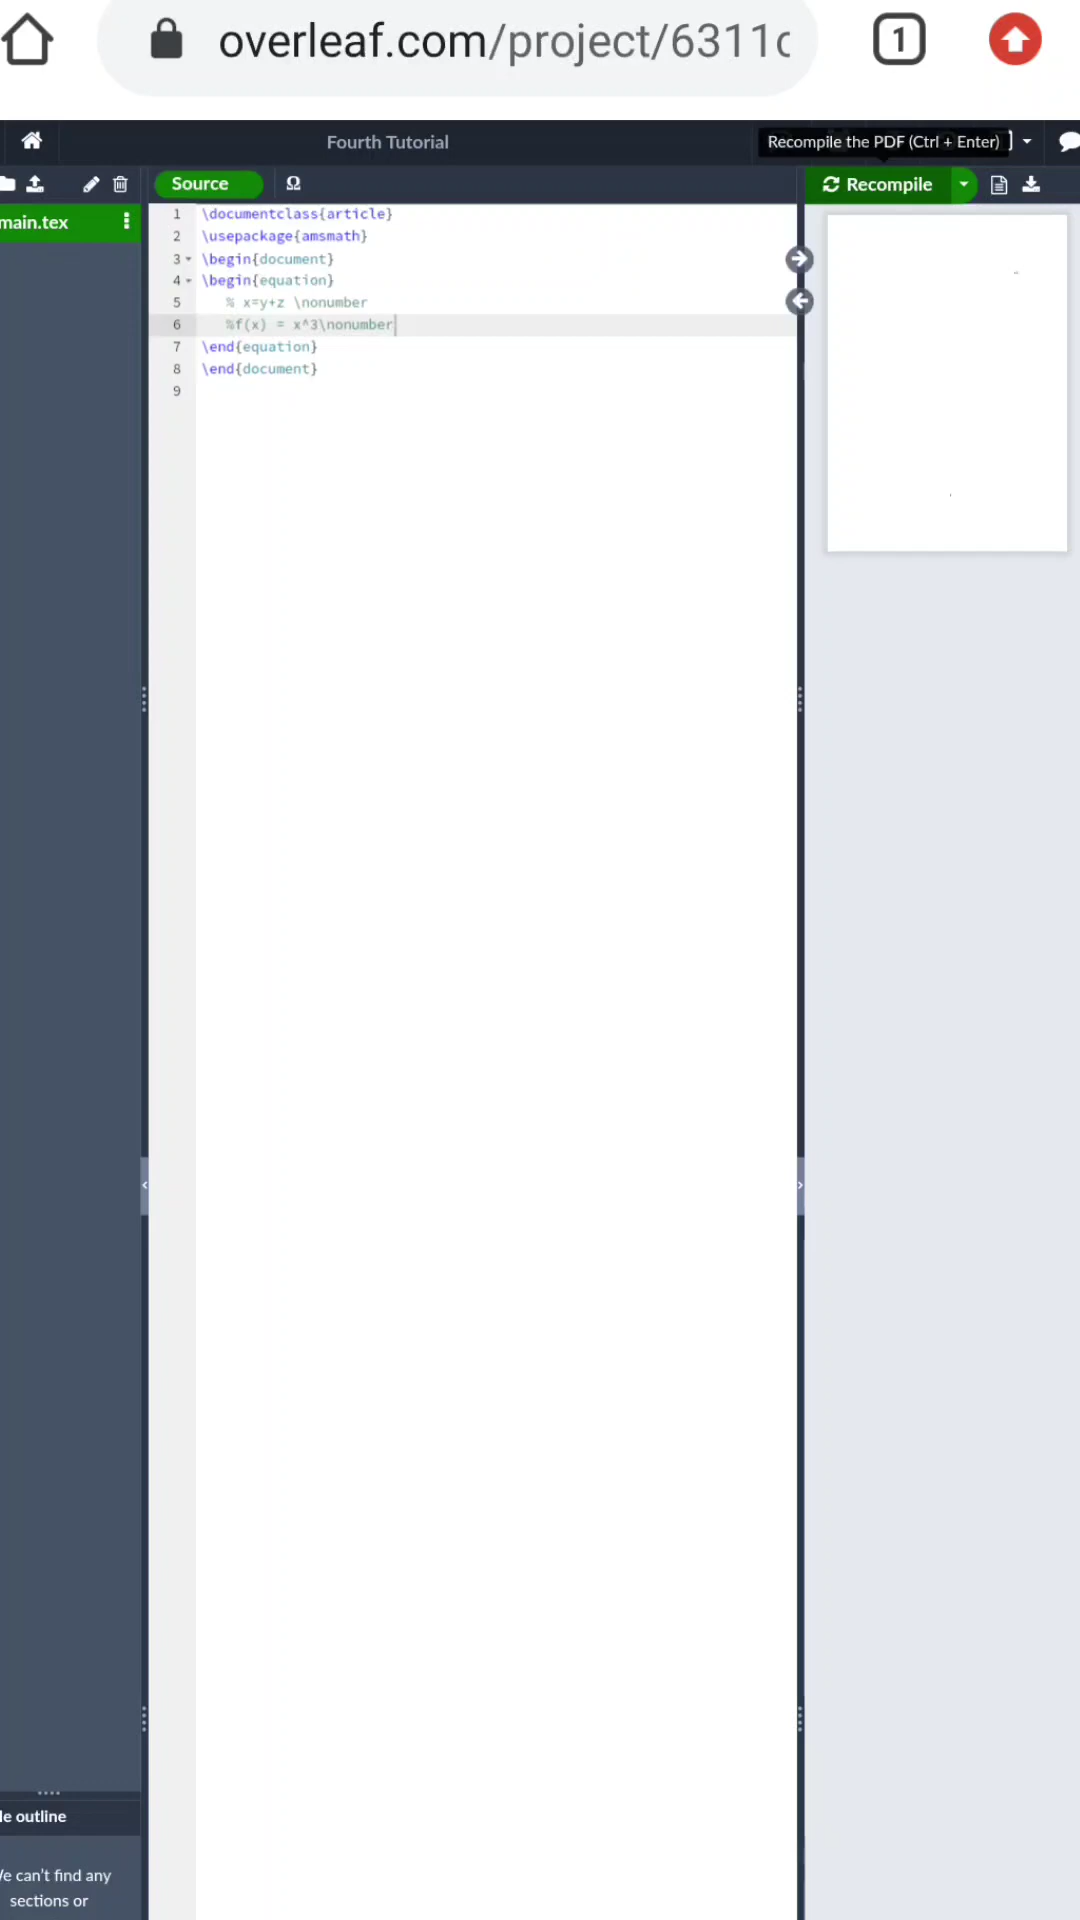 overleaf.com/project/6311c
1
Fourth Tutorial
Recompile the PDF (Ctrl + Enter)
Source
Ω
Recompile
main.tex
1 \documentclass{article}
2 \usepackage{amsmath}
3 \begin{document}
4 \begin{equation}
5 % x=y+z \nonumber
6 %f(x) = x^3\nonumber
7 \end{equation}
8 \end{document}
9
le outline
We can't find any
sections or